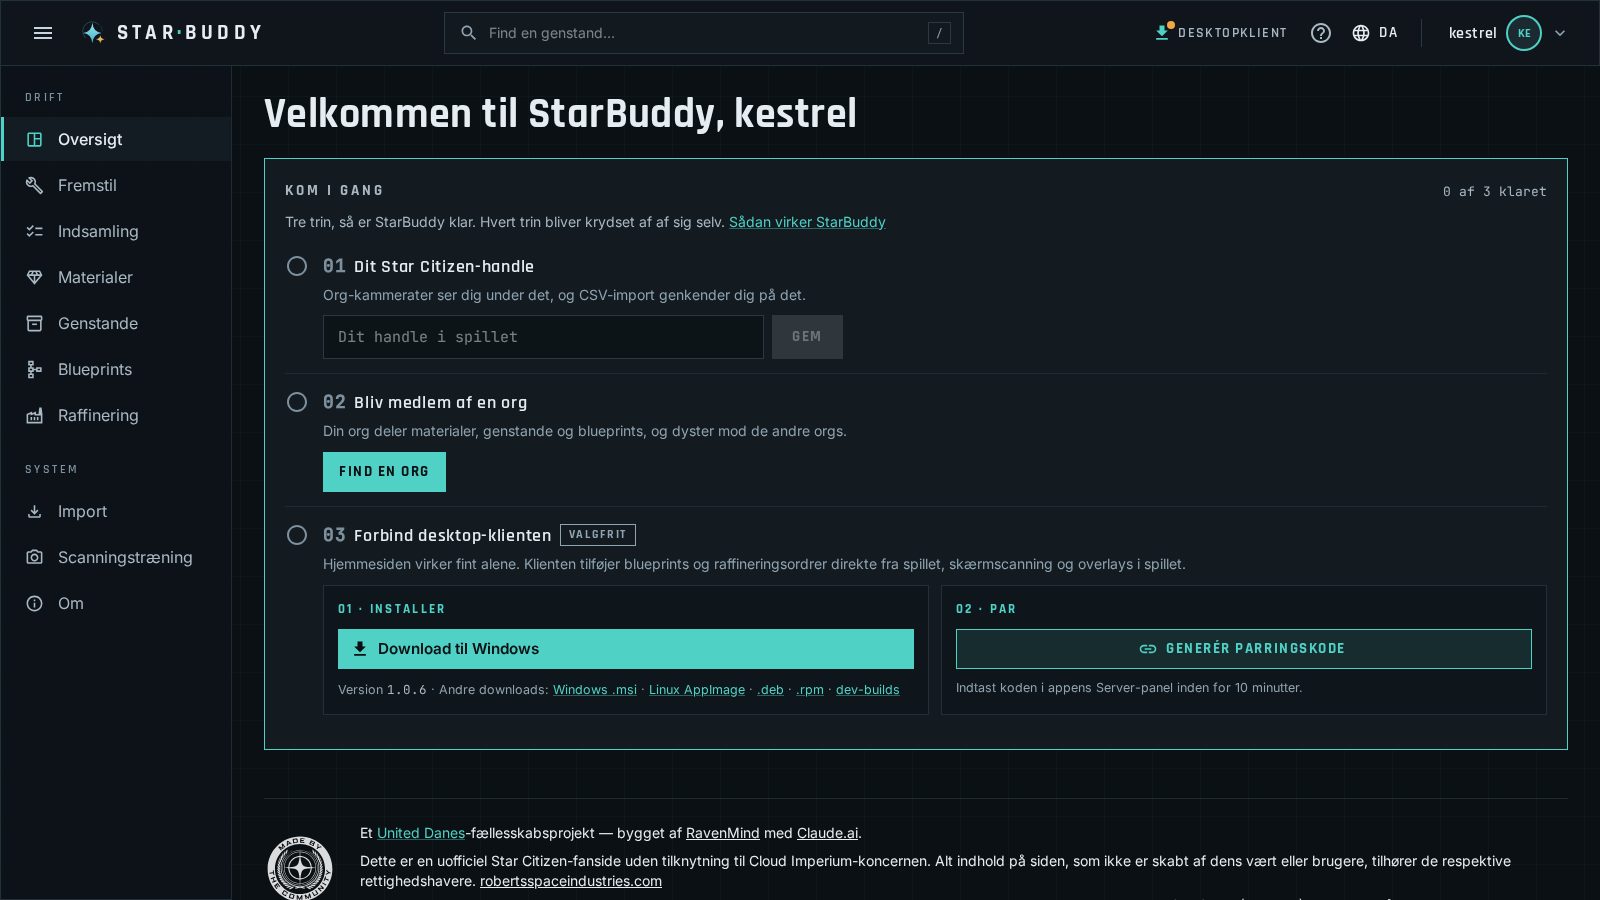 STAR·BUDDY
Find en genstand...
/
DESKTOPKLIENT
DA
kestrel
KE
DRIFT
Oversigt
Fremstil
Indsamling
Materialer
Genstande
Blueprints
Raffinering
SYSTEM
Import
Scanningstræning
Om
Velkommen til StarBuddy, kestrel
KOM I GANG
0 af 3 klaret
Tre trin, så er StarBuddy klar. Hvert trin bliver krydset af af sig selv. Sådan virker StarBuddy
01 Dit Star Citizen-handle
Org-kammerater ser dig under det, og CSV-import genkender dig på det.
Dit handle i spillet
GEM
02 Bliv medlem af en org
Din org deler materialer, genstande og blueprints, og dyster mod de andre orgs.
FIND EN ORG
03 Forbind desktop-klienten
VALGFRIT
Hjemmesiden virker fint alene. Klienten tilføjer blueprints og raffineringsordrer direkte fra spillet, skærmscanning og overlays i spillet.
01 · INSTALLER
Download til Windows
Version 1.0.6 · Andre downloads: Windows .msi · Linux AppImage · .deb · .rpm · dev-builds
02 · PAR
GENERÉR PARRINGSKODE
Indtast koden i appens Server-panel inden for 10 minutter.
MADE BY
THE COMMUNITY
Et United Danes-fællesskabsprojekt — bygget af RavenMind med Claude.ai.
Dette er en uofficiel Star Citizen-fanside uden tilknytning til Cloud Imperium-koncernen. Alt indhold på siden, som ikke er skabt af dens vært eller brugere, tilhører de respektive
rettighedshavere. robertsspaceindustries.com